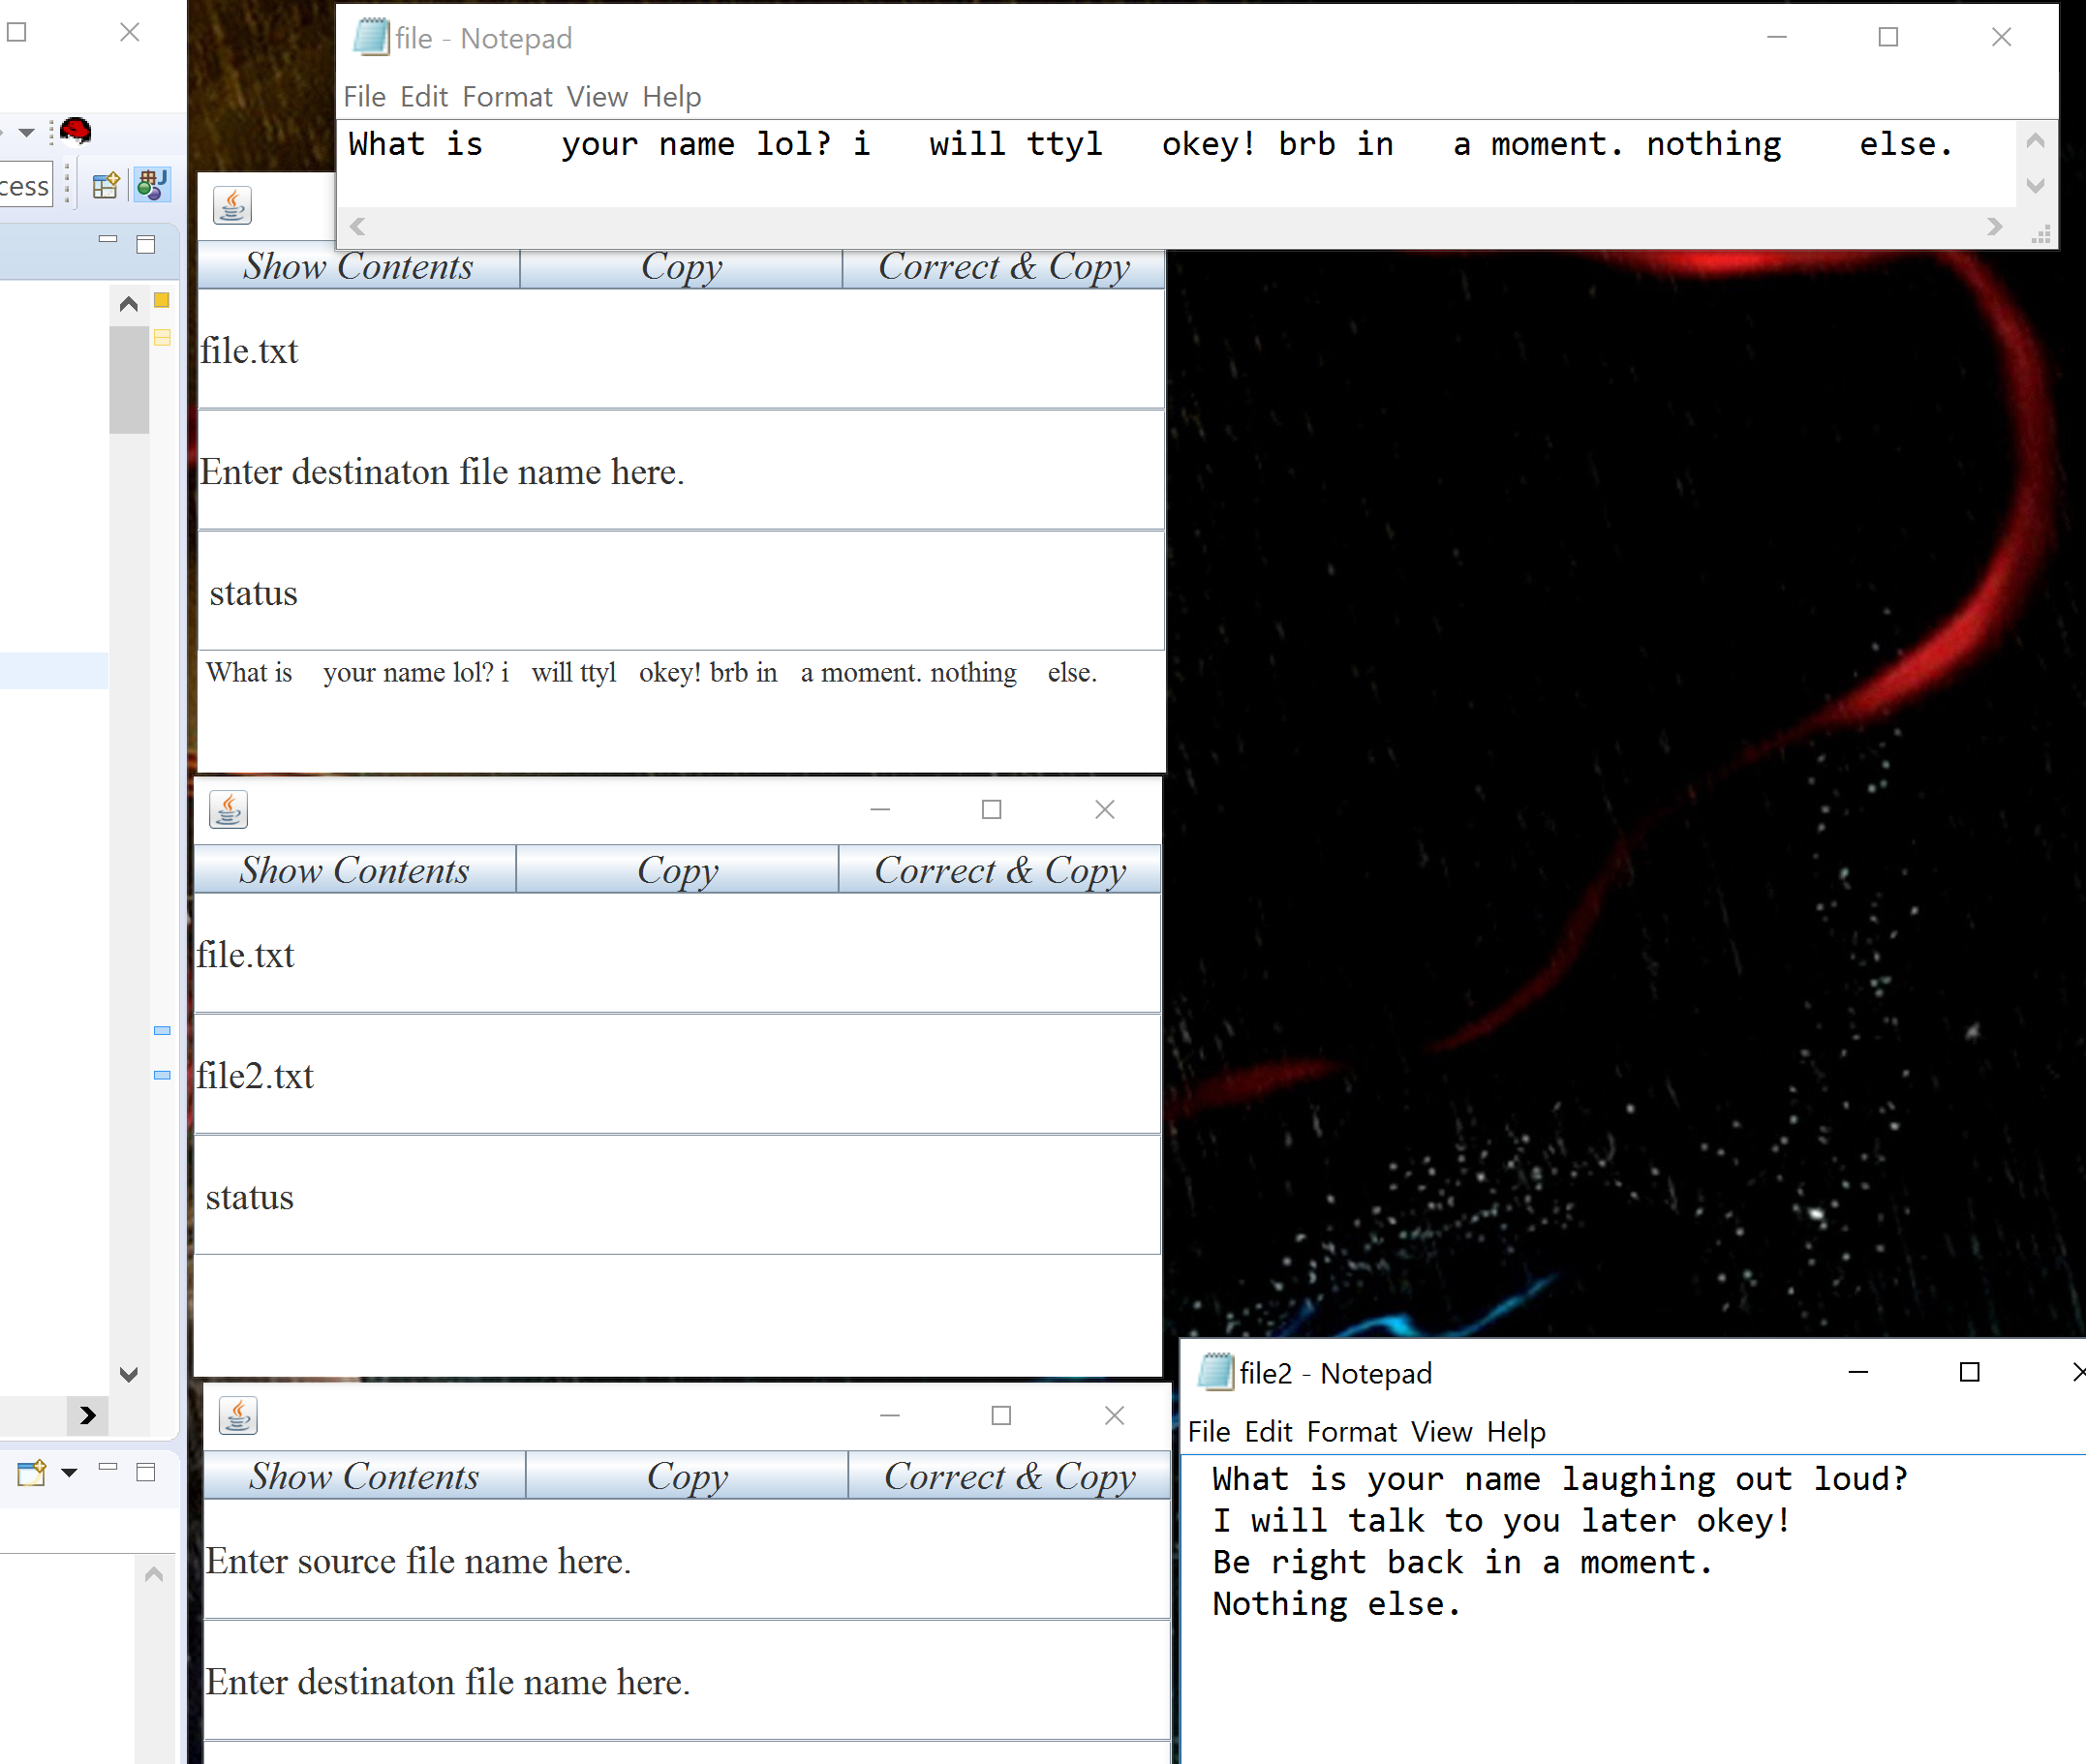 file - Notepad
File Edit Format View Help
What is    your name lol? i   will ttyl   okey! brb in   a moment. nothing    else.
cess
Show Contents Copy Correct & Copy
file.txt
Enter destinaton file name here.
status
What is    your name lol? i   will ttyl   okey! brb in   a moment. nothing    else.
Show Contents Copy Correct & Copy
file.txt
file2.txt
status
Show Contents Copy Correct & Copy
Enter source file name here.
Enter destinaton file name here.
file2 - Notepad
File Edit Format View Help
What is your name laughing out loud?
I will talk to you later okey!
Be right back in a moment.
Nothing else.